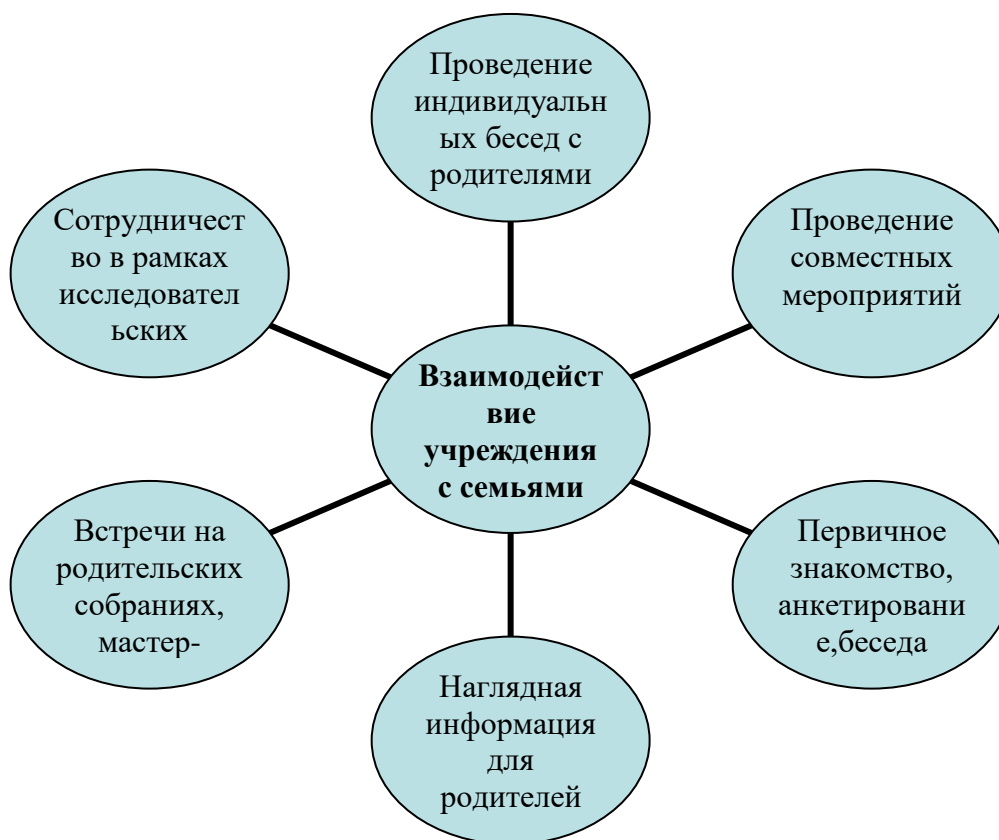 Проведение
индивидуальн
ых бесед с
родителями
Сотрудничест
во в рамках
исследовател
ьских
Проведение
совместных
мероприятий
Взаимодейст
вие
учреждения
с семьями
Встречи на
родительских
собраниях,
мастер-
Первичное
знакомство,
анкетировани
е,беседа
Наглядная
информация
для
родителей